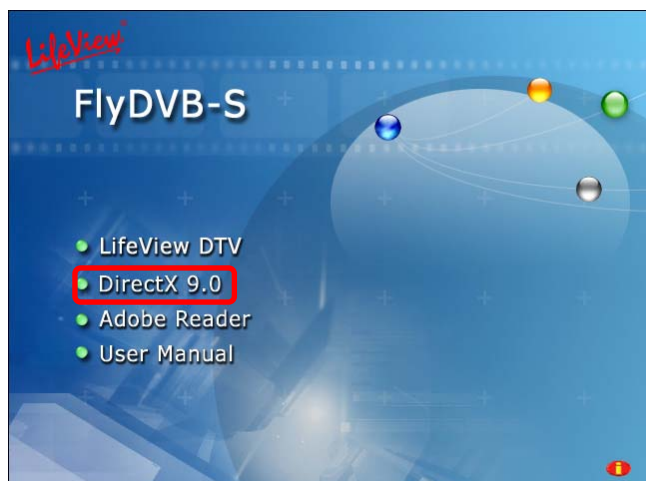 LifeView
FlyDVB-S
LifeView DTV
DirectX 9.0
Adobe Reader
User Manual
i